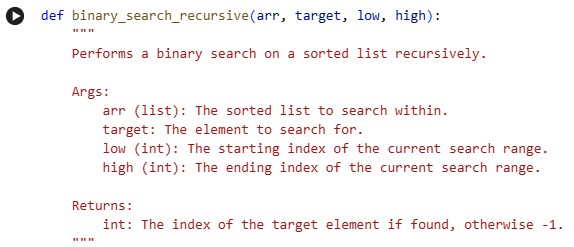 def binary_search_recursive(arr, target, low, high):
    """
    Performs a binary search on a sorted list recursively.

    Args:
        arr (list): The sorted list to search within.
        target: The element to search for.
        low (int): The starting index of the current search range.
        high (int): The ending index of the current search range.

    Returns:
        int: The index of the target element if found, otherwise -1.
    """